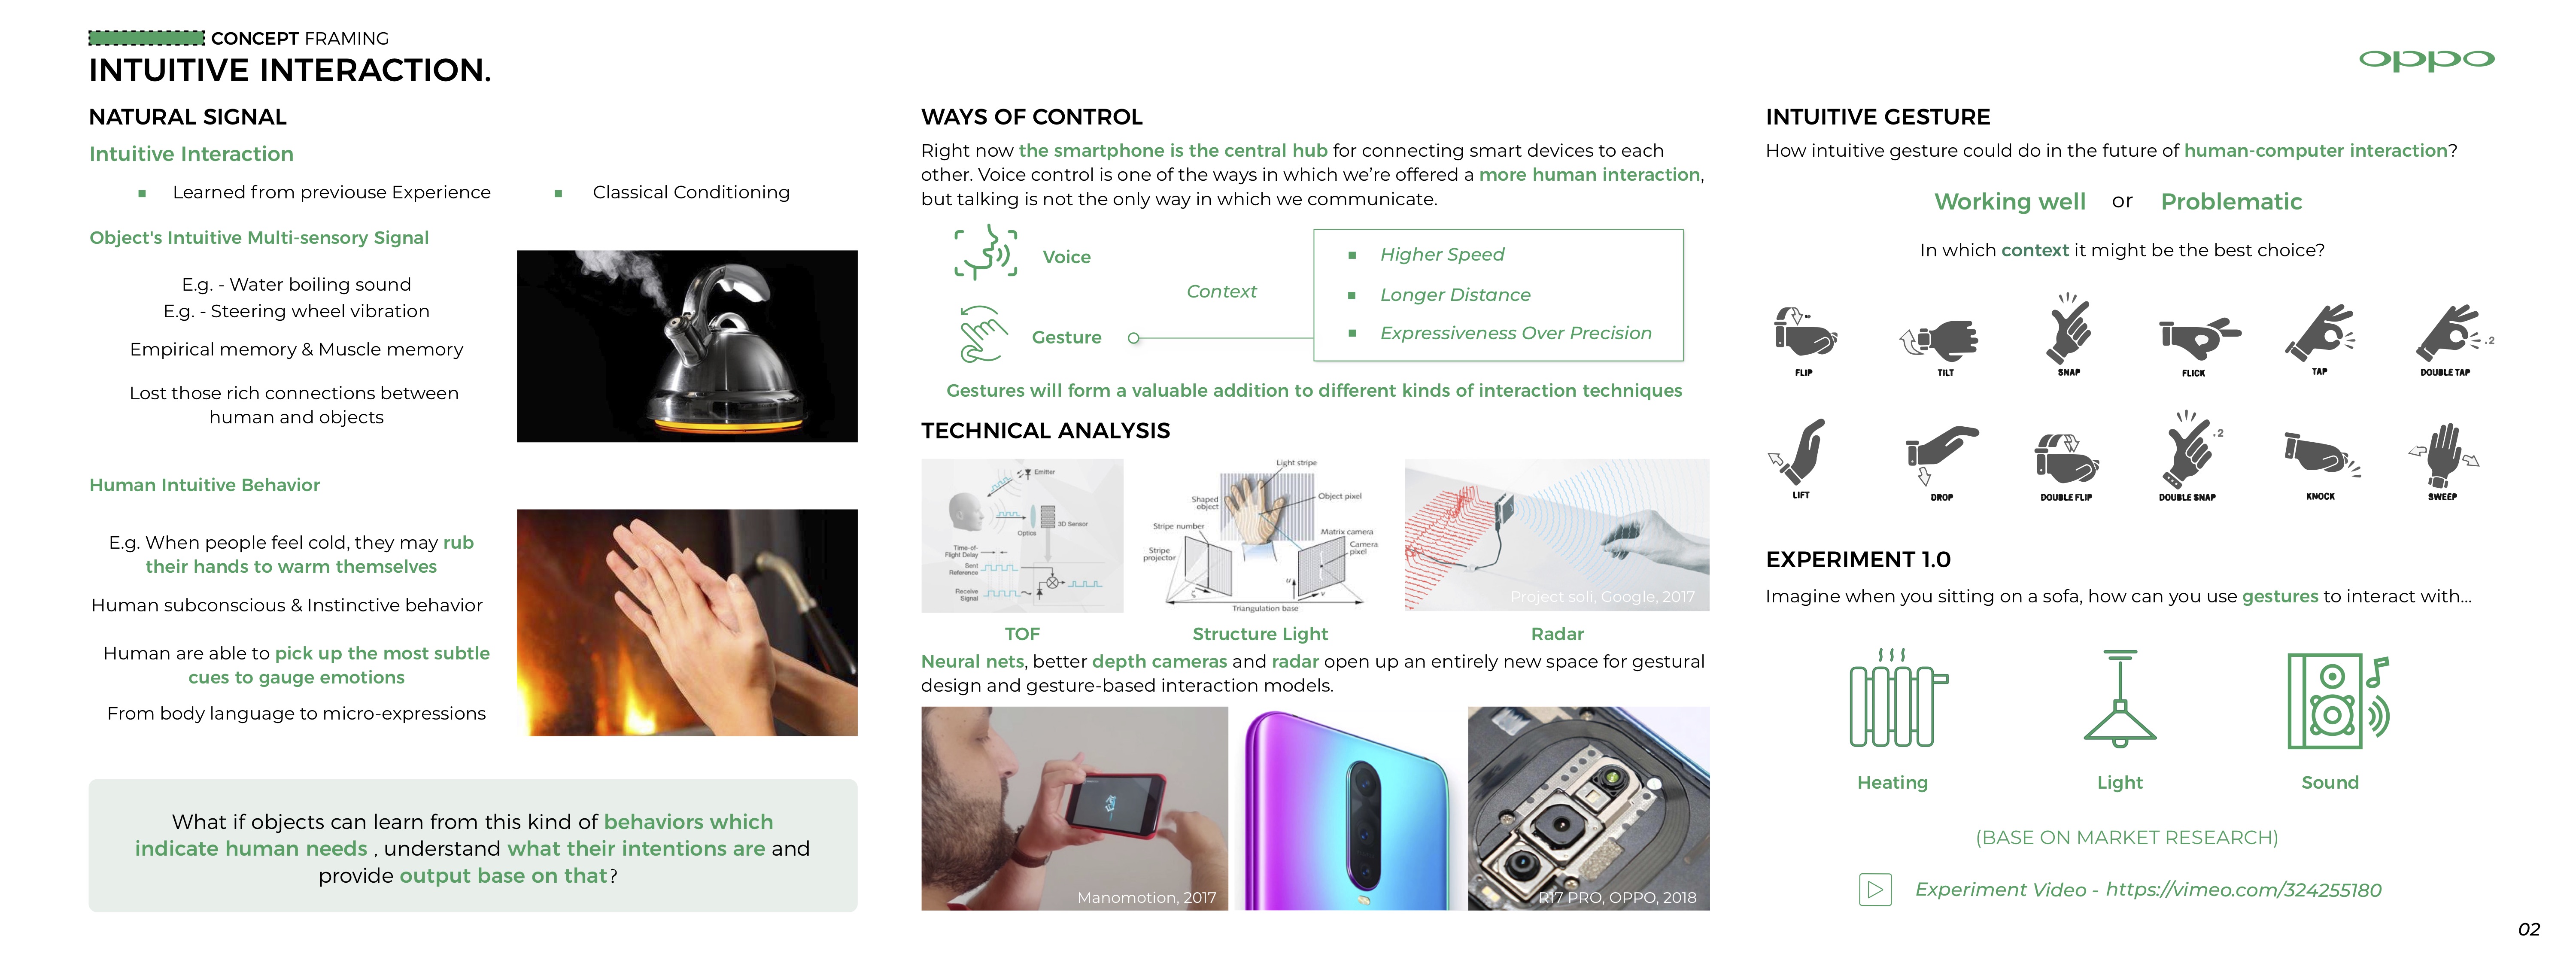 CONCEPT FRAMING
INTUITIVE INTERACTION.
oppo
NATURAL SIGNAL
Intuitive Interaction
Learned from previouse Experience
Classical Conditioning
Object's Intuitive Multi-sensory Signal
E.g. - Water boiling sound
E.g. - Steering wheel vibration
Empirical memory & Muscle memory
Lost those rich connections between
human and objects
Human Intuitive Behavior
E.g. When people feel cold, they may rub
their hands to warm themselves
Human subconscious & Instinctive behavior
Human are able to pick up the most subtle
cues to gauge emotions
From body language to micro-expressions
What if objects can learn from this kind of behaviors which
indicate human needs , understand what their intentions are and
provide output base on that?
WAYS OF CONTROL
Right now the smartphone is the central hub for connecting smart devices to each
other. Voice control is one of the ways in which we're offered a more human interaction,
but talking is not the only way in which we communicate.
Voice
Gesture
Context
Higher Speed
Longer Distance
Expressiveness Over Precision
Gestures will form a valuable addition to different kinds of interaction techniques
TECHNICAL ANALYSIS
Emitter
3D Sensor
Optics
Time-of-
Flight Delay
Sent
Reference
Receive
Signal
Light stripe
Shaped
object
Object pixel
Stripe number
Matrix camera
Stripe
projector
Camera
pixel
u
v
Triangulation base
Project soli, Google, 2017
TOF
Structure Light
Radar
Neural nets, better depth cameras and radar open up an entirely new space for gestural
design and gesture-based interaction models.
Manomotion, 2017
R17 PRO, OPPO, 2018
INTUITIVE GESTURE
How intuitive gesture could do in the future of human-computer interaction?
Working well or Problematic
In which context it might be the best choice?
FLIP
TILT
SNAP
FLICK
TAP
.2
DOUBLE TAP
LIFT
DROP
DOUBLE FLIP
.2
DOUBLE SNAP
KNOCK
SWEEP
EXPERIMENT 1.0
Imagine when you sitting on a sofa, how can you use gestures to interact with...
Heating
Light
Sound
(BASE ON MARKET RESEARCH)
Experiment Video - https://vimeo.com/324255180
02